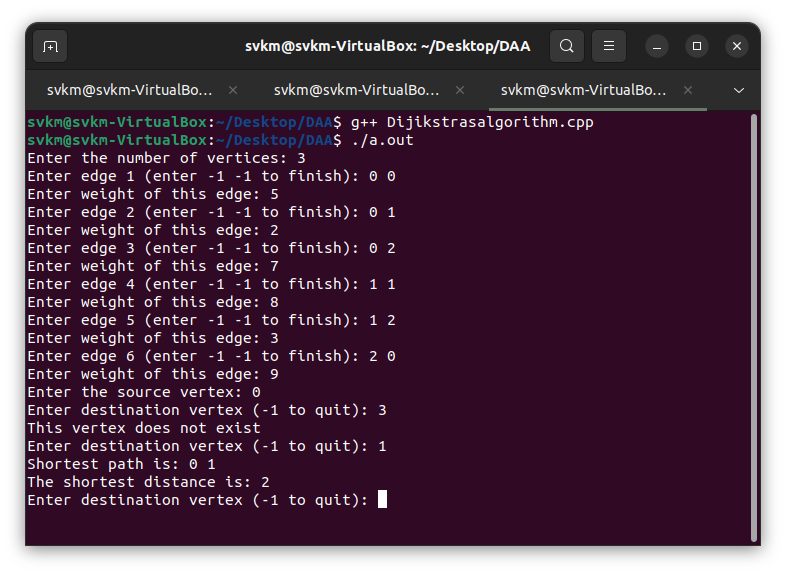 svkm@svkm-VirtualBox: ~/Desktop/DAA
svkm@svkm-VirtualBo... svkm@svkm-VirtualBo... svkm@svkm-VirtualBo...
svkm@svkm-VirtualBox:~/Desktop/DAA$ g++ Dijikstrasalgorithm.cpp
svkm@svkm-VirtualBox:~/Desktop/DAA$ ./a.out
Enter the number of vertices: 3
Enter edge 1 (enter -1 -1 to finish): 0 0
Enter weight of this edge: 5
Enter edge 2 (enter -1 -1 to finish): 0 1
Enter weight of this edge: 2
Enter edge 3 (enter -1 -1 to finish): 0 2
Enter weight of this edge: 7
Enter edge 4 (enter -1 -1 to finish): 1 1
Enter weight of this edge: 8
Enter edge 5 (enter -1 -1 to finish): 1 2
Enter weight of this edge: 3
Enter edge 6 (enter -1 -1 to finish): 2 0
Enter weight of this edge: 9
Enter the source vertex: 0
Enter destination vertex (-1 to quit): 3
This vertex does not exist
Enter destination vertex (-1 to quit): 1
Shortest path is: 0 1
The shortest distance is: 2
Enter destination vertex (-1 to quit):